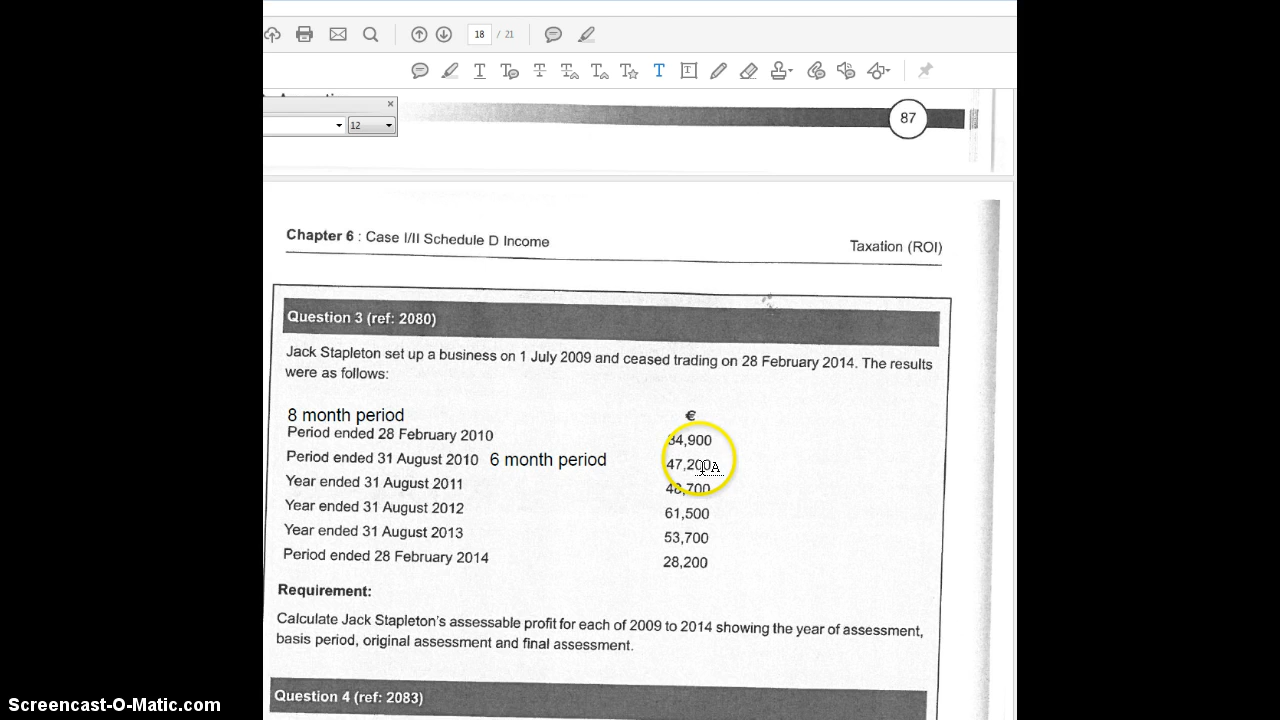 18 / 21
12
87
Chapter 6 : Case I/II Schedule D Income
Taxation (ROI)
Question 3 (ref: 2080)
Jack Stapleton set up a business on 1 July 2009 and ceased trading on 28 February 2014. The results
were as follows:
8 month period
€
Period ended 28 February 2010 34,900
Period ended 31 August 2010 6 month period 47,200
Year ended 31 August 2011 48,700
Year ended 31 August 2012 61,500
Year ended 31 August 2013 53,700
Period ended 28 February 2014 28,200
Requirement:
Calculate Jack Stapleton's assessable profit for each of 2009 to 2014 showing the year of assessment,
basis period, original assessment and final assessment.
Question 4 (ref: 2083)
Screencast-O-Matic.com